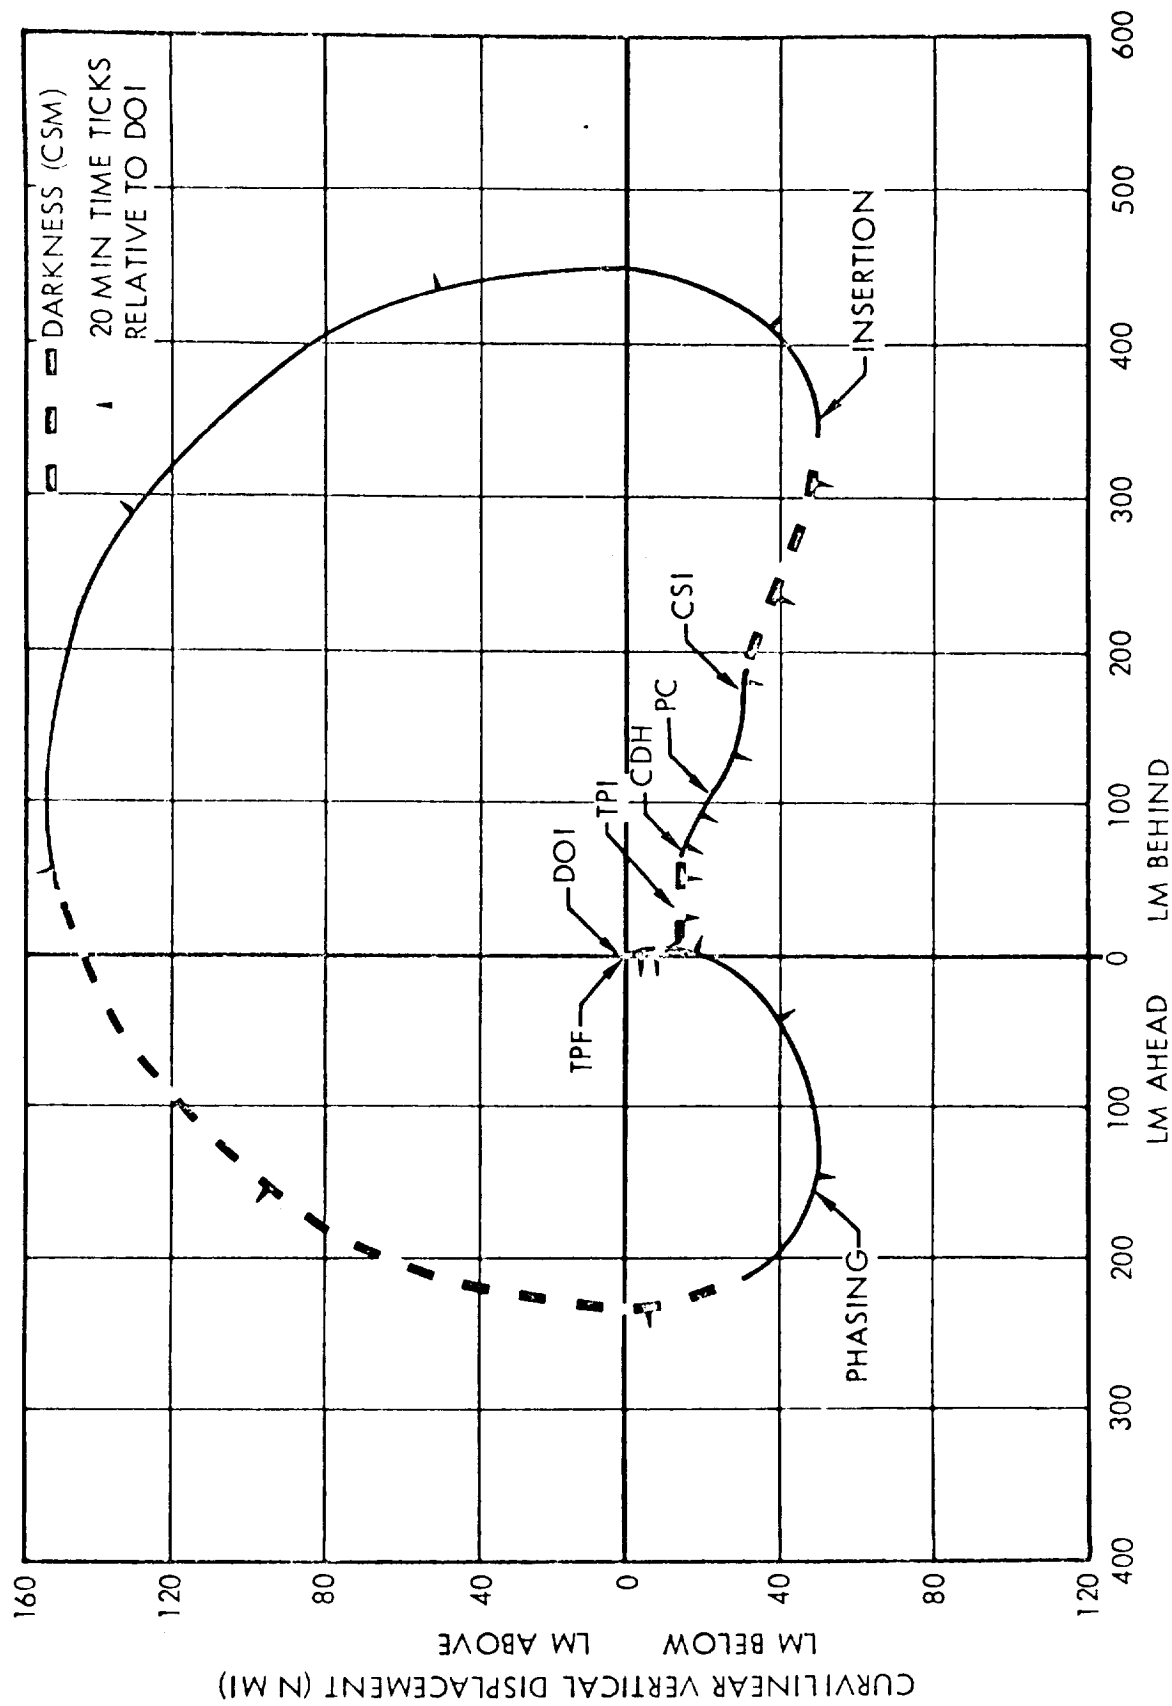 DARKNESS (CSM)
20 MIN TIME TICKS
RELATIVE TO DOI
160
120
80
40
0
40
80
120
CURVILINEAR VERTICAL DISPLACEMENT (N MI)
LM BELOW LM ABOVE
DOI
TPF
TPI
CDH
PC
CSI
INSERTION
PHASING
400
300
200
100
0
100
200
300
400
500
600
LM AHEAD LM BEHIND